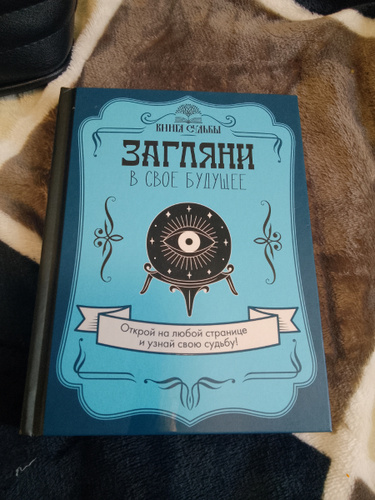 КНИГА СУДЬБЫ
ЗАГЛЯНИ
В СВОЕ БУДУЩЕЕ
Открой на любой странице
и узнай свою судьбу!